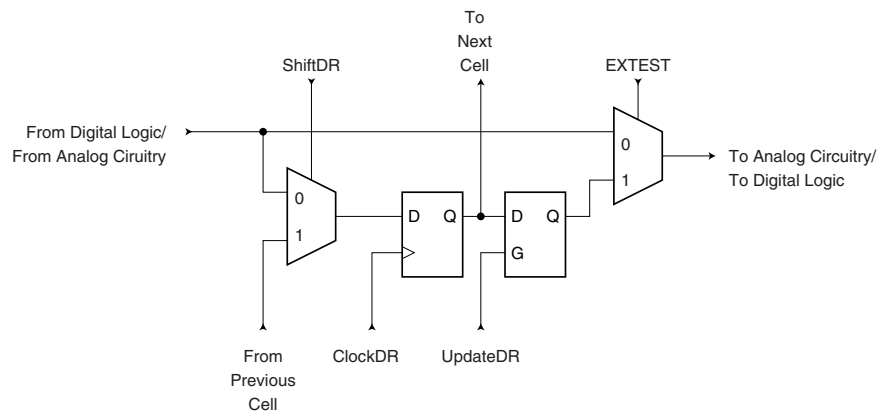 To
Next
Cell
ShiftDR
EXTEST
From Digital Logic/
From Analog Ciruitry
0
1
D Q
D Q
G
0
1
To Analog Circuitry/
To Digital Logic
From
Previous
Cell
ClockDR
UpdateDR